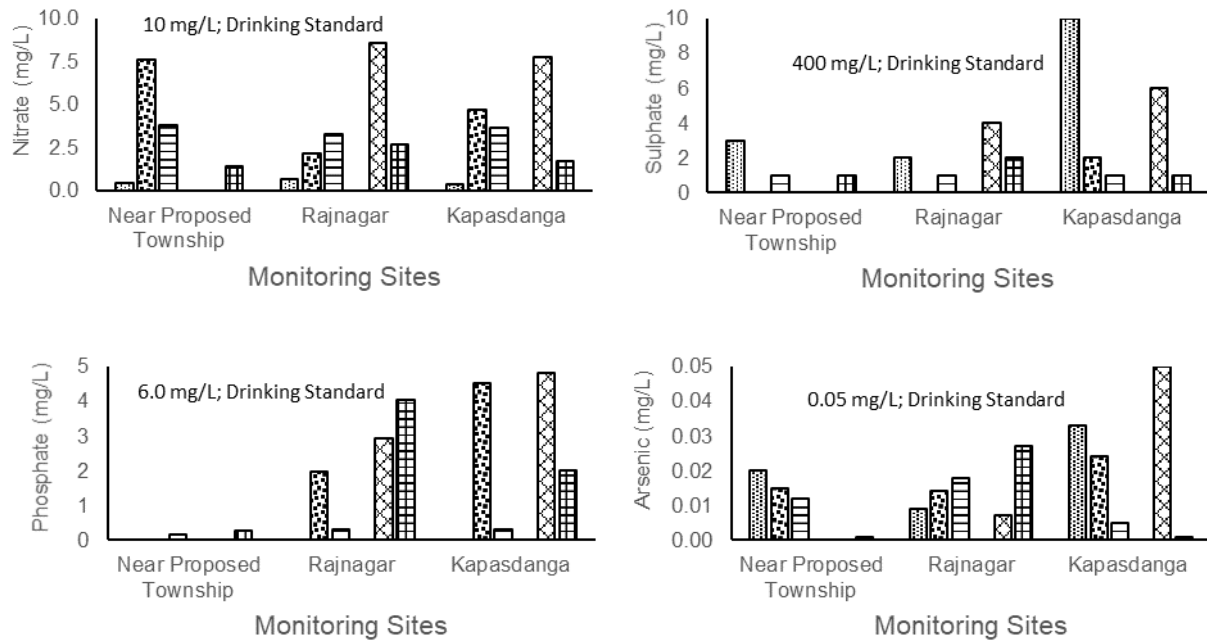 Nitrate (mg/L)
10.0
7.5
5.0
2.5
0.0
10 mg/L; Drinking Standard
Near Proposed
Township
Rajnagar
Kapasdanga
Monitoring Sites
Sulphate (mg/L)
10
8
6
4
2
0
400 mg/L; Drinking Standard
Near Proposed
Township
Rajnagar
Kapasdanga
Monitoring Sites
Phosphate (mg/L)
5
4
3
2
1
0
6.0 mg/L; Drinking Standard
Near Proposed
Township
Rajnagar
Kapasdanga
Monitoring Sites
Arsenic (mg/L)
0.05
0.04
0.03
0.02
0.01
0.00
0.05 mg/L; Drinking Standard
Near Proposed
Township
Rajnagar
Kapasdanga
Monitoring Sites